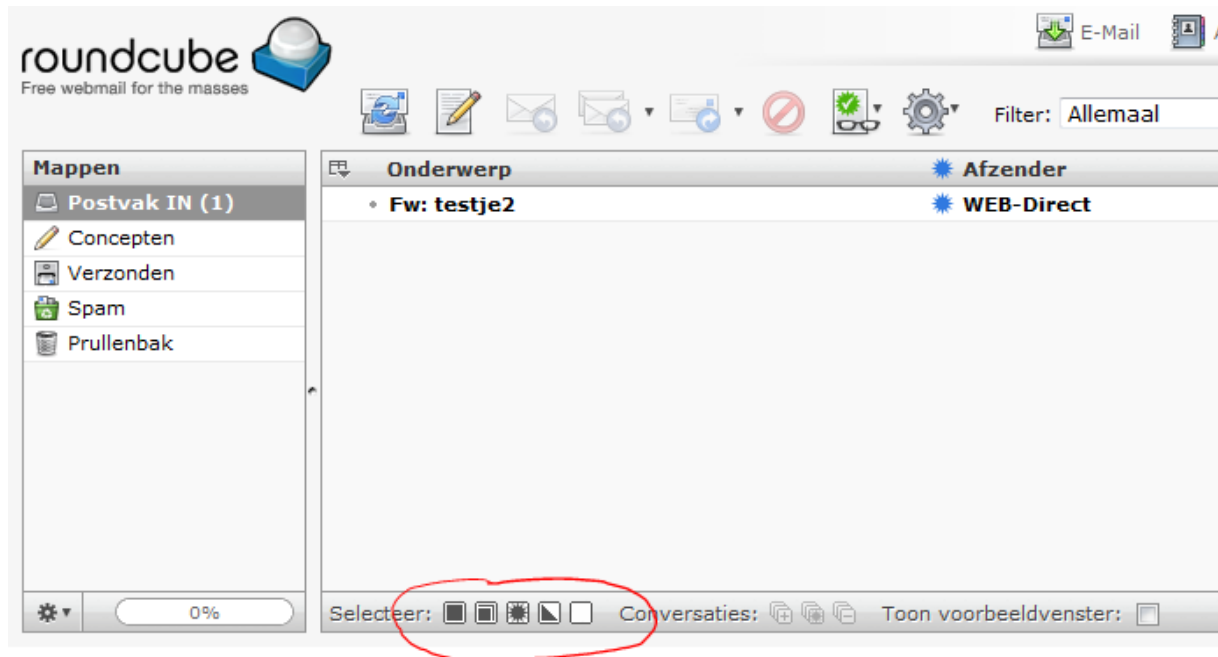 roundcube
Free webmail for the masses
E-Mail
Filter: Allemaal
Mappen
Onderwerp
Afzender
Postvak IN (1)
Fw: testje2
WEB-Direct
Concepten
Verzonden
Spam
Prullenbak
0%
Selecteer:
Conversaties:
Toon voorbeeldvenster: